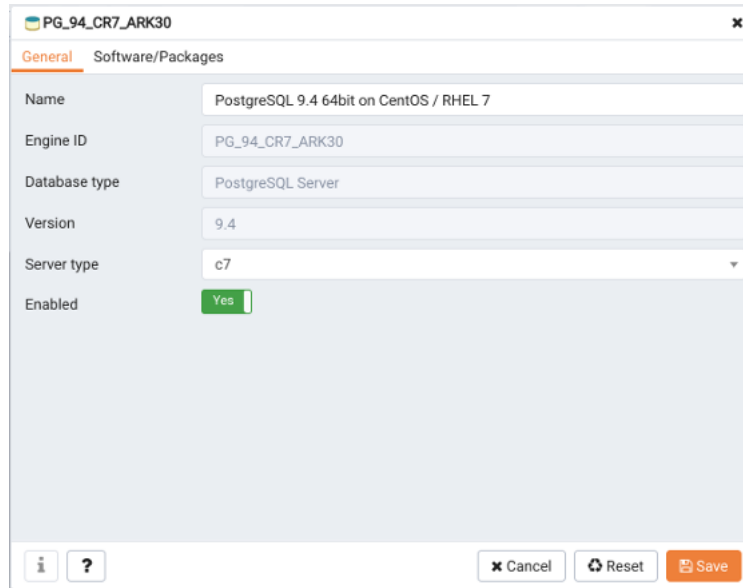 PG_94_CR7_ARK30
General Software/Packages
Name PostgreSQL 9.4 64bit on CentOS / RHEL 7
Engine ID PG_94_CR7_ARK30
Database type PostgreSQL Server
Version 9.4
Server type c7
Enabled Yes
i ? Cancel Reset Save